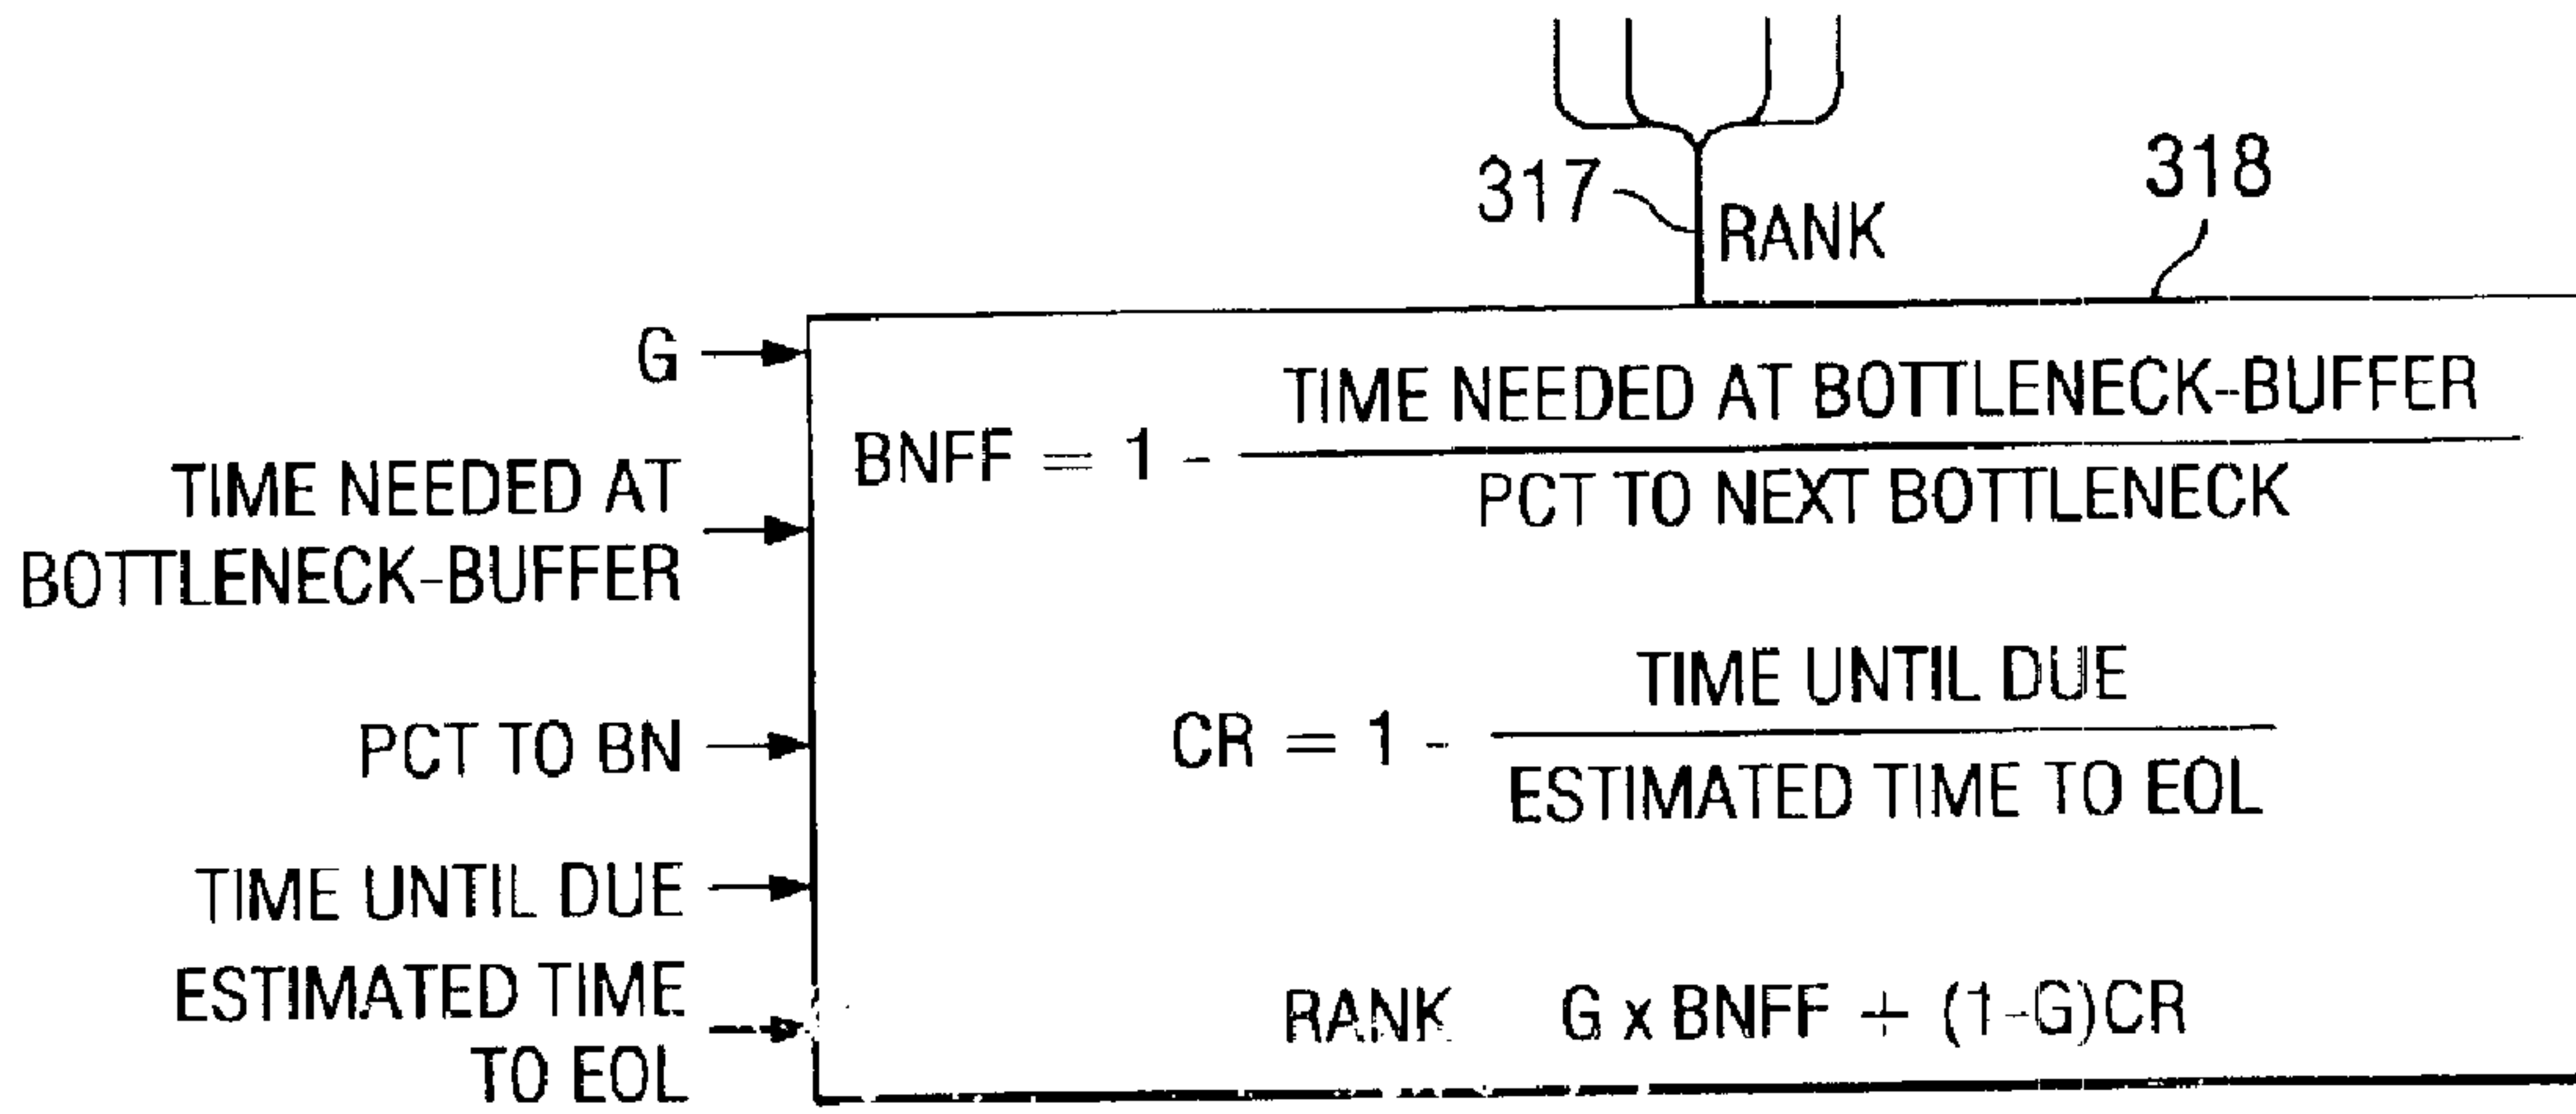 317
RANK
318
G
TIME NEEDED AT
BOTTLENECK-BUFFER
PCT TO BN
TIME UNTIL DUE
ESTIMATED TIME
TO EOL
TIME NEEDED AT BOTTLENECK-BUFFER
BNFF = 1 -
PCT TO NEXT BOTTLENECK
TIME UNTIL DUE
CR = 1 -
ESTIMATED TIME TO EOL
RANK G x BNFF + (1-G)CR